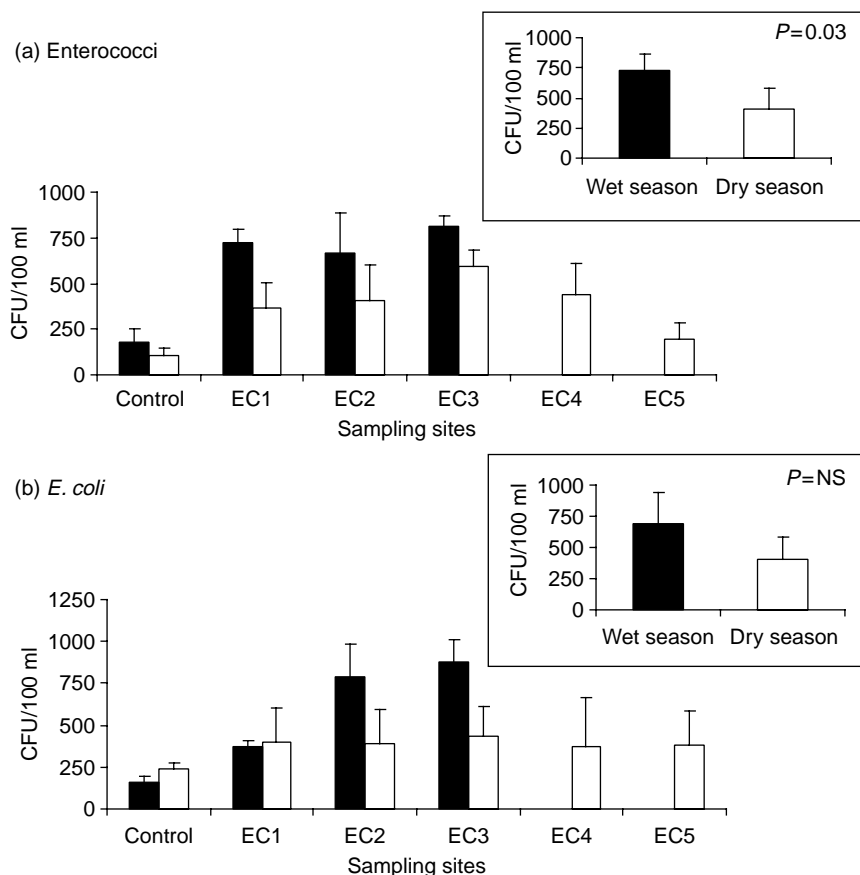 (a) Enterococci
P=0.03
CFU/100 ml
1000
750
500
250
0
Wet season Dry season
CFU/100 ml
1000
750
500
250
0
Control EC1 EC2 EC3 EC4 EC5
Sampling sites
(b) E. coli
P=NS
CFU/100 ml
1000
750
500
250
0
Wet season Dry season
CFU/100 ml
1250
1000
750
500
250
0
Control EC1 EC2 EC3 EC4 EC5
Sampling sites